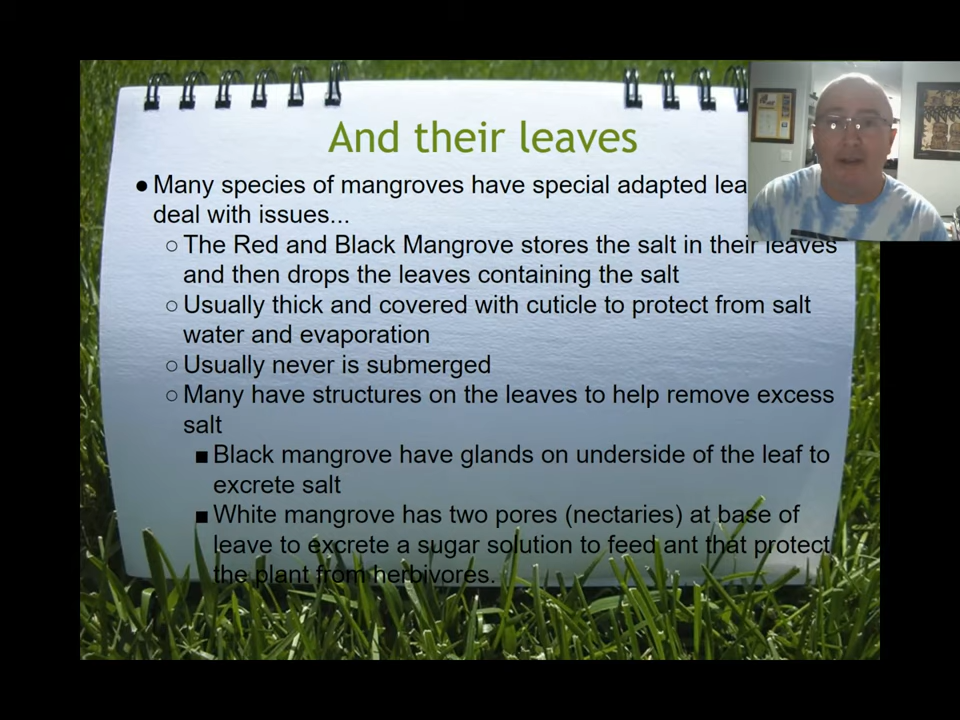 And their leaves
● Many species of mangroves have special adapted
deal with issues...
○ The Red and Black Mangrove stores the salt in their leaves
and then drops the leaves containing the salt
○ Usually thick and covered with cuticle to protect from salt
water and evaporation
○ Usually never is submerged
○ Many have structures on the leaves to help remove excess
salt
■ Black mangrove have glands on underside of the leaf to
excrete salt
■ White mangrove has two pores (nectaries) at base of
leave to excrete a sugar solution to feed ant that protect
the plant from herbivores.